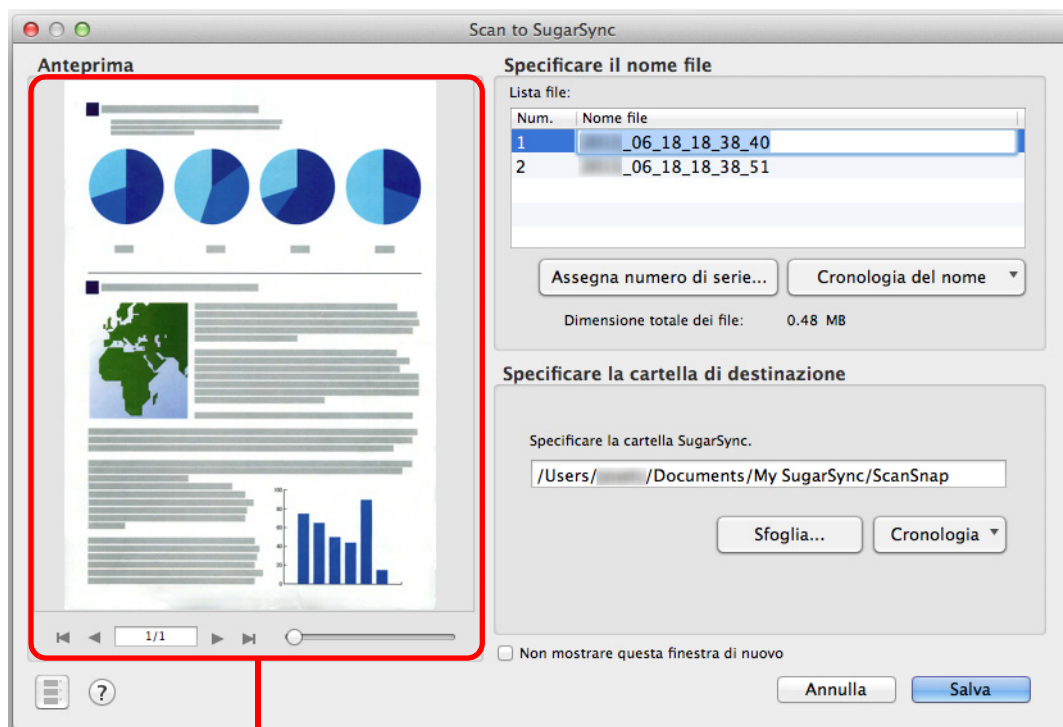 Scan to SugarSync
Anteprima
1/1
?
Specificare il nome file
Lista file:
Num. Nome file
1 _06_18_18_38_40
2 _06_18_18_38_51
Assegna numero di serie...
Cronologia del nome
Dimensione totale dei file: 0.48 MB
Specificare la cartella di destinazione
Specificare la cartella SugarSync.
/Users/ /Documents/My SugarSync/ScanSnap
Sfoglia...
Cronologia
Non mostrare questa finestra di nuovo
Annulla
Salva